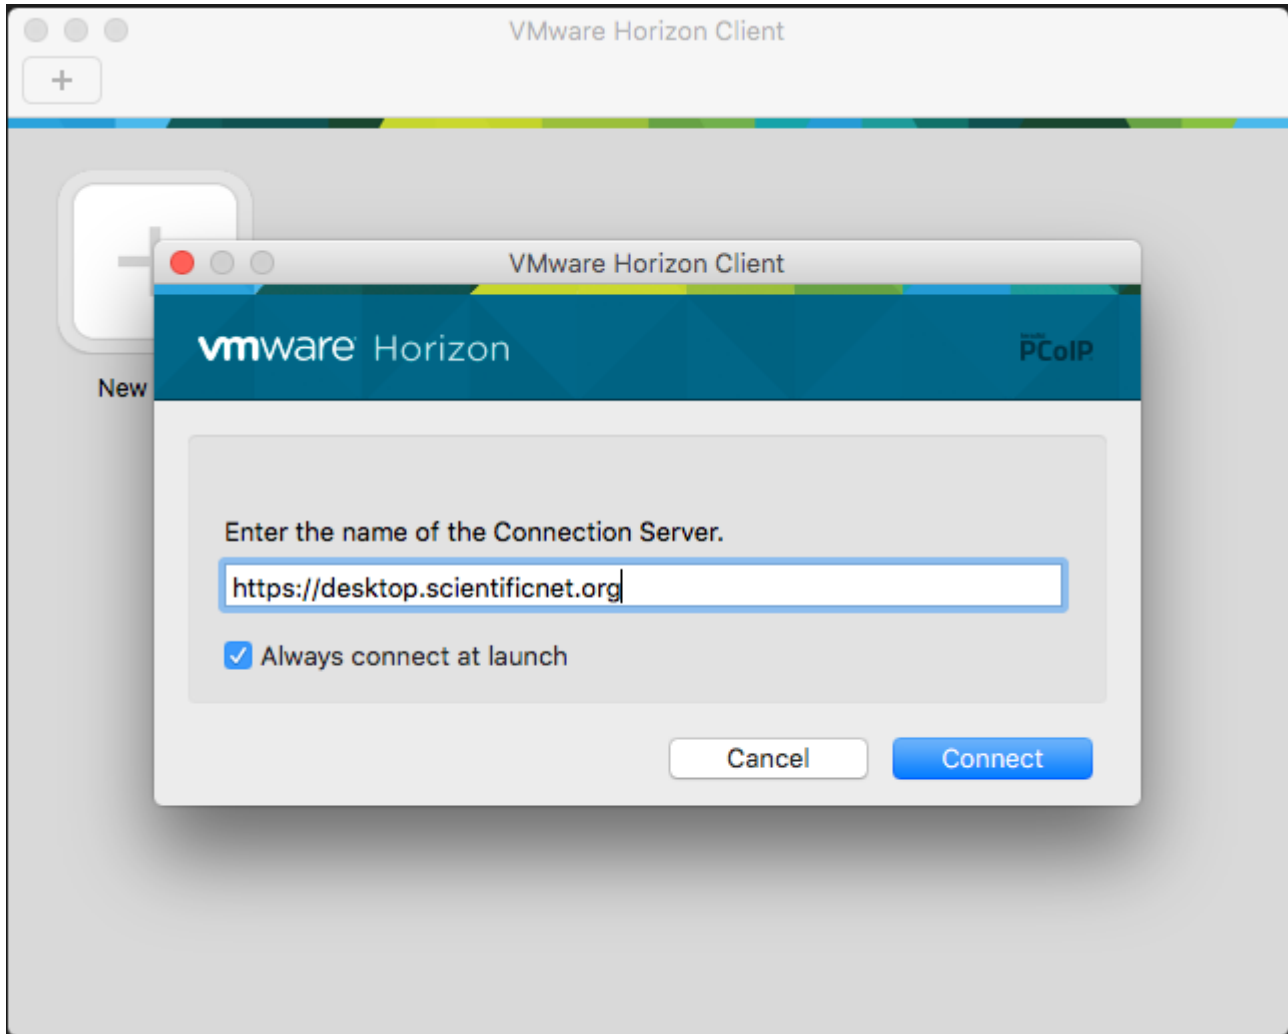 VMware Horizon Client
VMware Horizon Client
vmware Horizon
PCoIP
New
Enter the name of the Connection Server.
https://desktop.scientificnet.org
Always connect at launch
Cancel
Connect